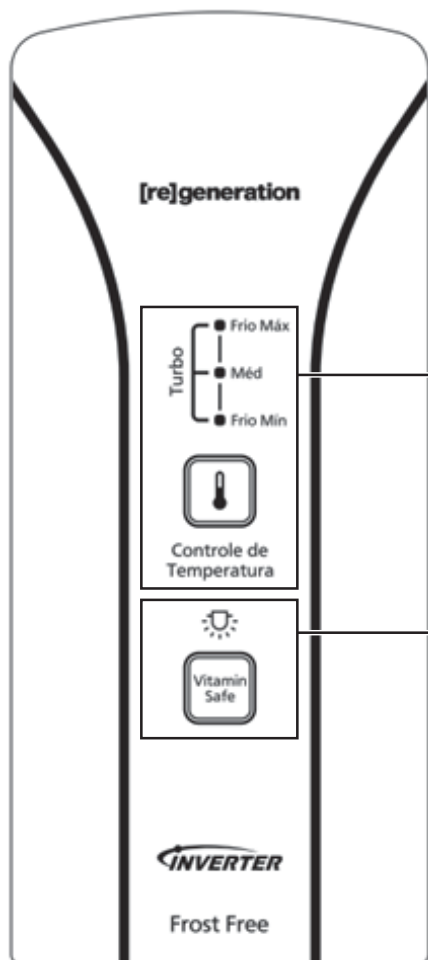 [re]generation
Turbo
Frio Máx
Méd
Frio Mín
Controle de
Temperatura
Vitamin
Safe
INVERTER
Frost Free